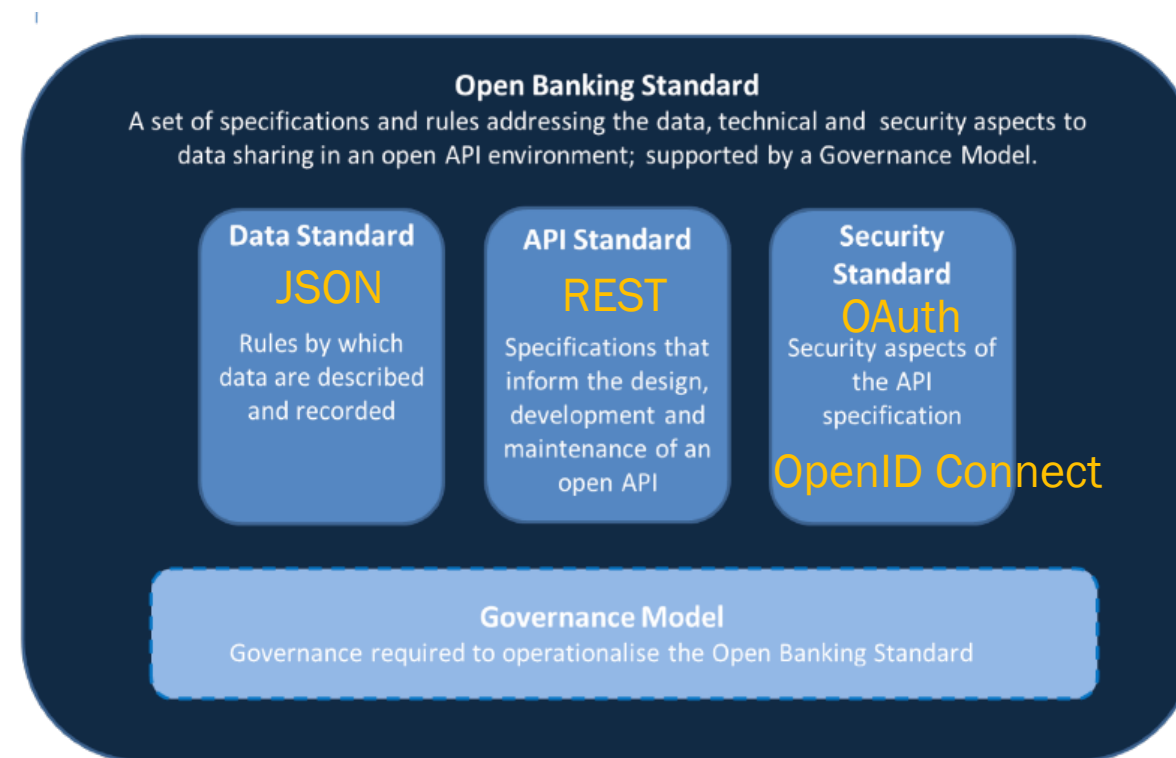 Open Banking Standard
A set of specifications and rules addressing the data, technical and security aspects to
data sharing in an open API environment; supported by a Governance Model.
Data Standard
JSON
Rules by which
data are described
and recorded
API Standard
REST
Specifications that
inform the design,
development and
maintenance of an
open API
Security
Standard
OAuth
Security aspects of
the API
specification
OpenID Connect
Governance Model
Governance required to operationalise the Open Banking Standard